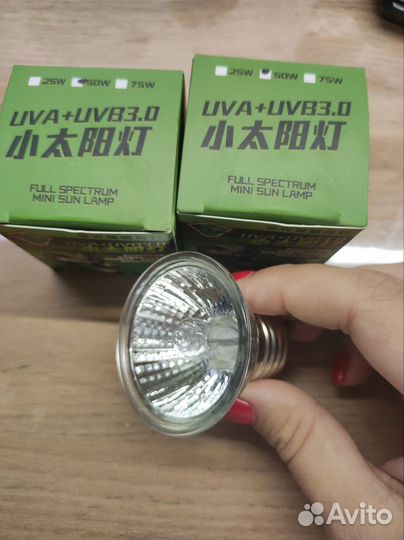 25W 50W 75W
UVA+UVB3.0
小太阳灯
FULL SPECTRUM
MINI SUN LAMP
25W 50W 75W
UVA+UVB3.0
小太阳灯
FULL SPECTRUM
MINI SUN LAMP
Avito